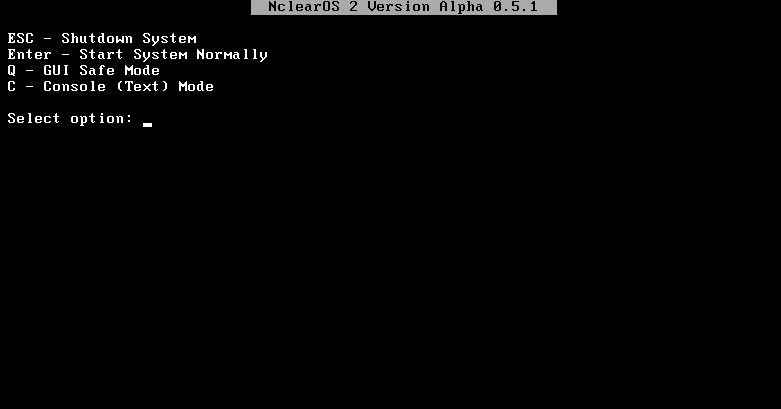 NclearOS 2 Version Alpha 0.5.1
ESC - Shutdown System
Enter - Start System Normally
Q - GUI Safe Mode
C - Console (Text) Mode
Select option: _